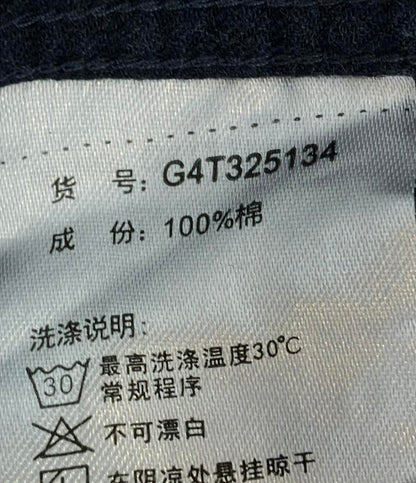 货 号: G4T325134
成 份: 100%棉
洗涤说明:
30 最高洗涤温度30℃
常规程序
不可漂白
在阴凉处悬挂晾干